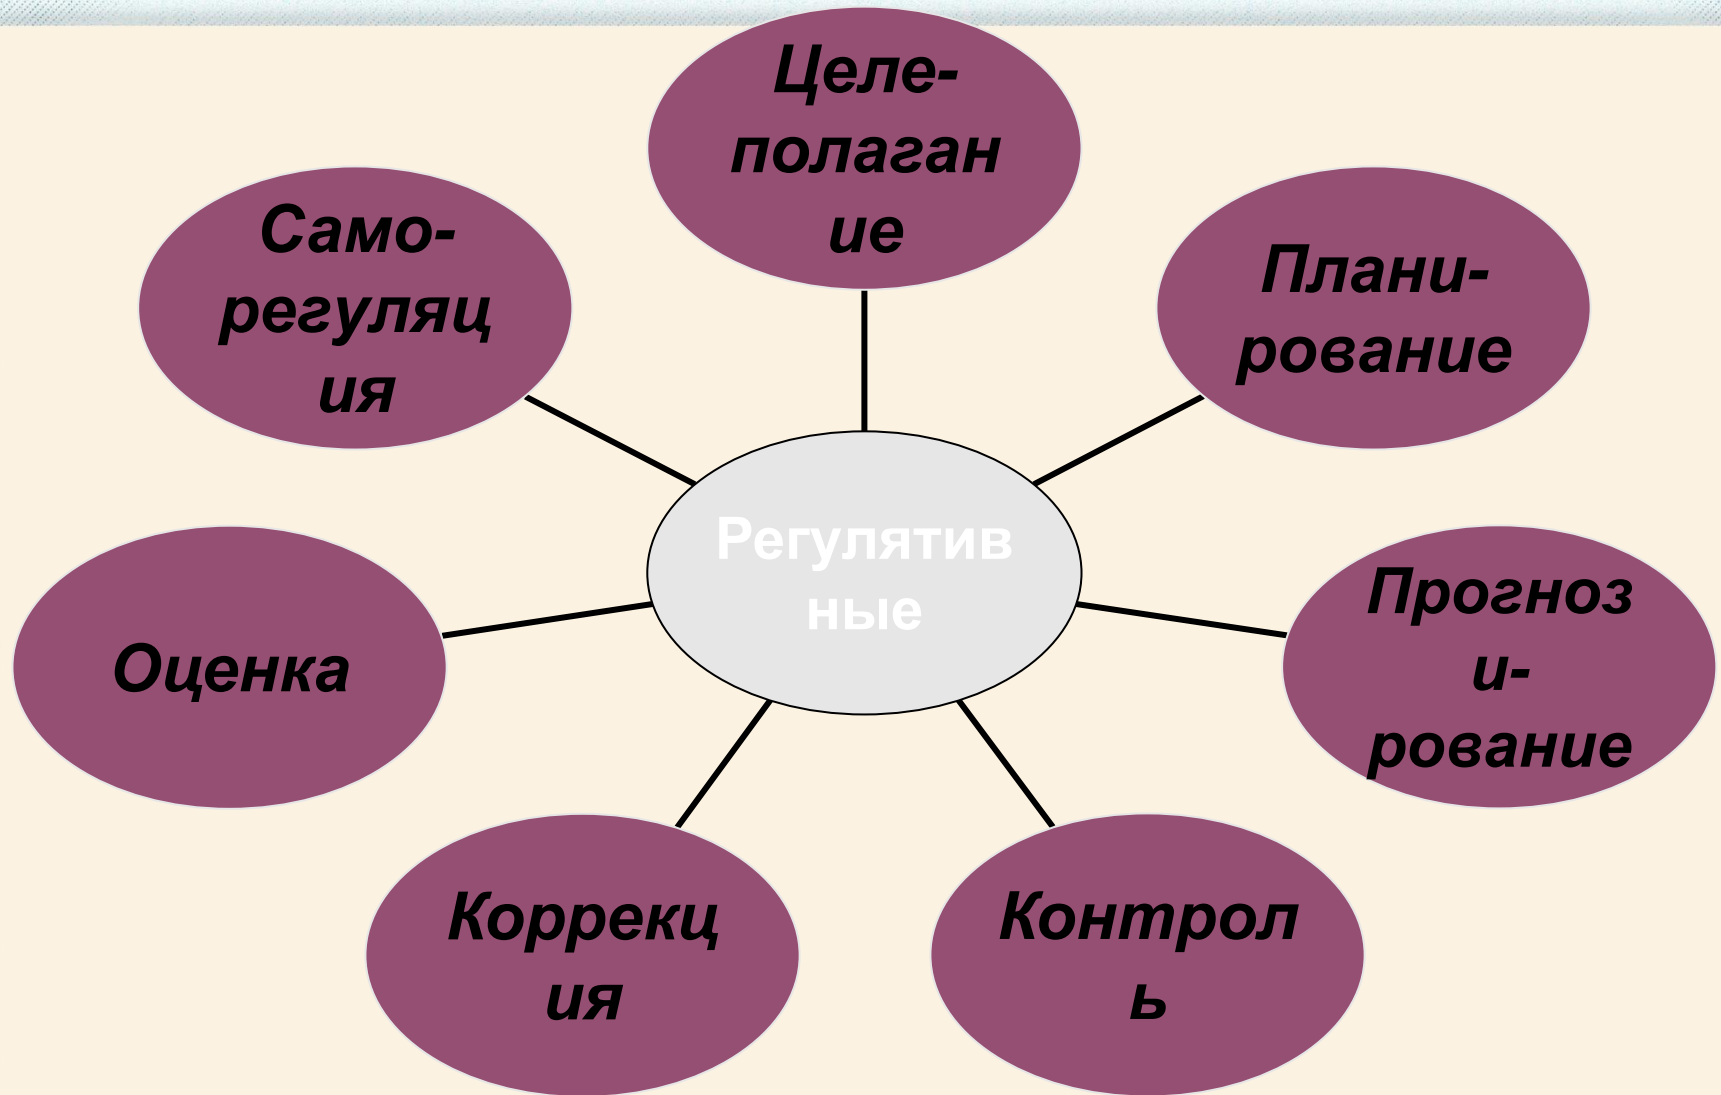 Целе-
полаган
ие
Плани-
рование
Прогноз
и-
рование
Контрол
ь
Коррекц
ия
Оценка
Само-
регуляц
ия
Регулятив
ные